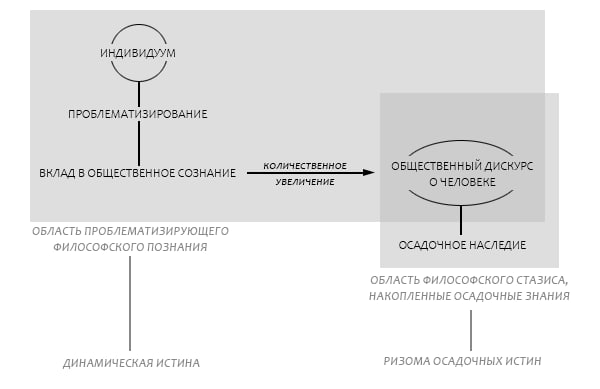 ИНДИВИДУУМ
ПРОБЛЕМАТИЗИРОВАНИЕ
ВКЛАД В ОБЩЕСТВЕННОЕ СОЗНАНИЕ
КОЛИЧЕСТВЕННОЕ
УВЕЛИЧЕНИЕ
ОБЩЕСТВЕННЫЙ ДИСКУРС
О ЧЕЛОВЕКЕ
ОСАДОЧНОЕ НАСЛЕДИЕ
ОБЛАСТЬ ПРОБЛЕМАТИЗИРУЮЩЕГО
ФИЛОСОФСКОГО ПОЗНАНИЯ
ОБЛАСТЬ ФИЛОСОФСКОГО СТАЗИСА,
НАКОПЛЕННЫЕ ОСАДОЧНЫЕ ЗНАНИЯ
ДИНАМИЧЕСКАЯ ИСТИНА
РИЗОМА ОСАДОЧНЫХ ИСТИН